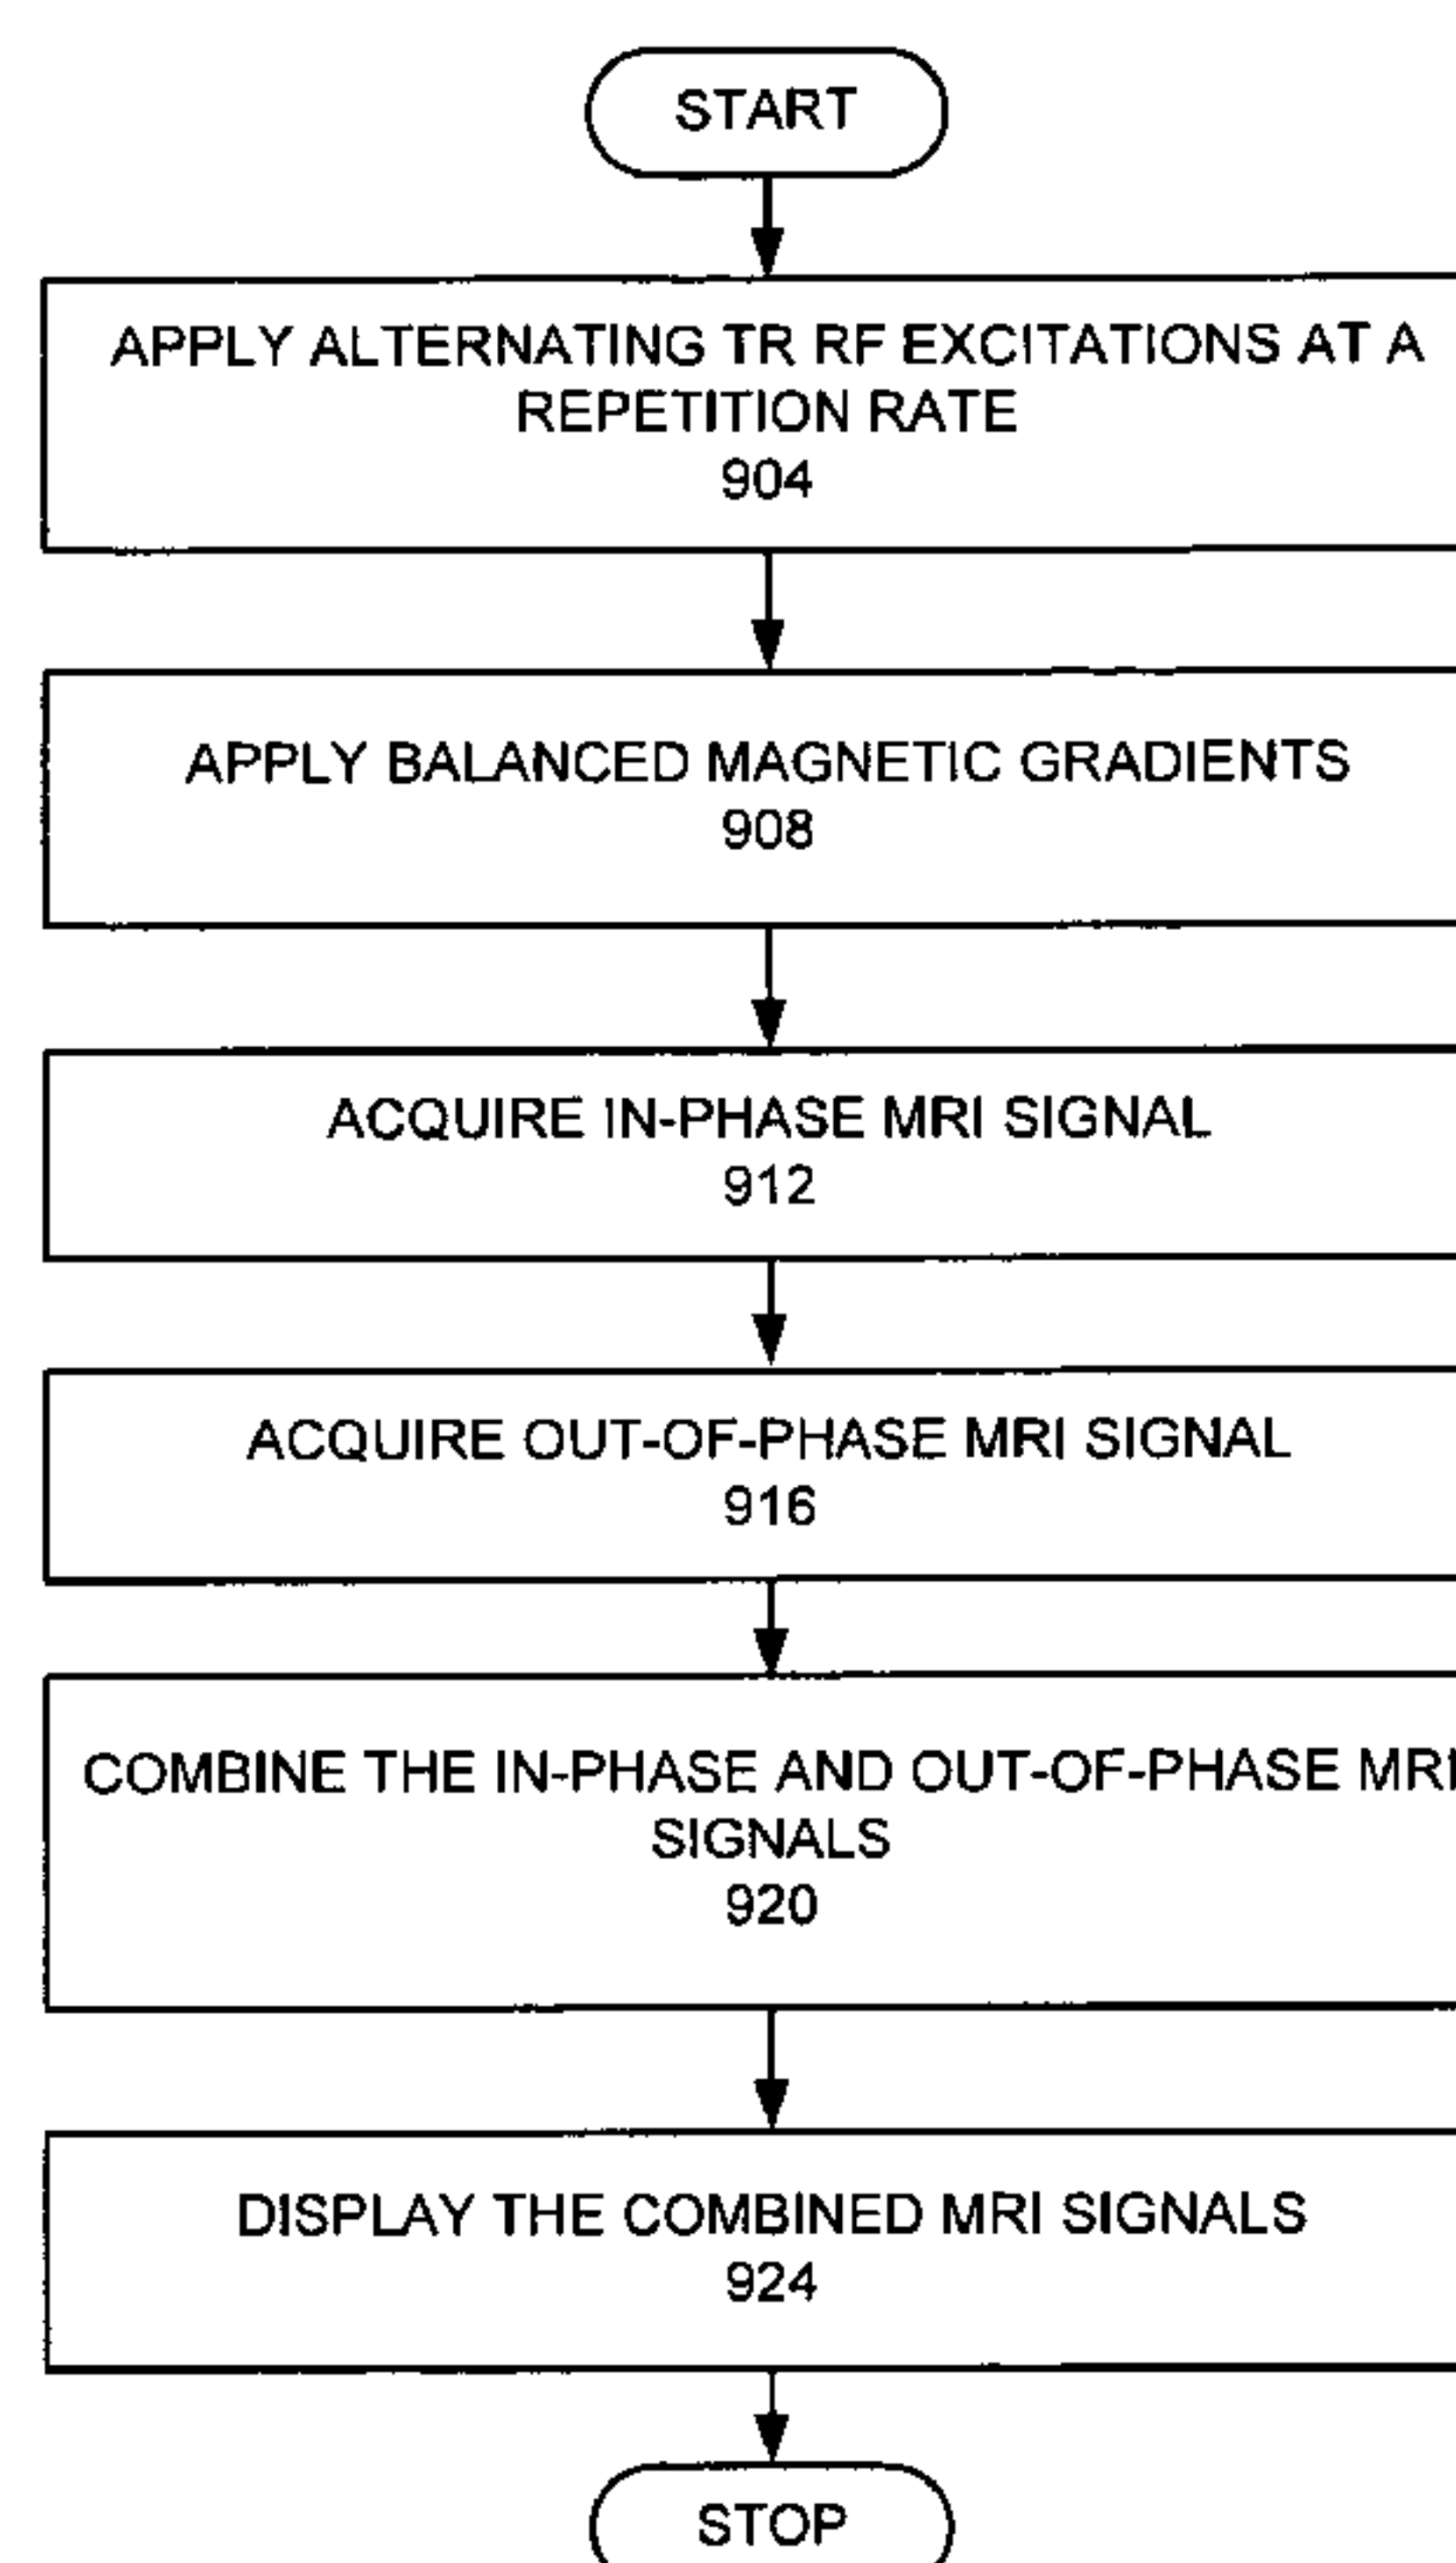 START
APPLY ALTERNATING TR RF EXCITATIONS AT A
REPETITION RATE
904
APPLY BALANCED MAGNETIC GRADIENTS
908
ACQUIRE IN-PHASE MRI SIGNAL
912
ACQUIRE OUT-OF-PHASE MRI SIGNAL
916
COMBINE THE IN-PHASE AND OUT-OF-PHASE MRI
SIGNALS
920
DISPLAY THE COMBINED MRI SIGNALS
924
STOP